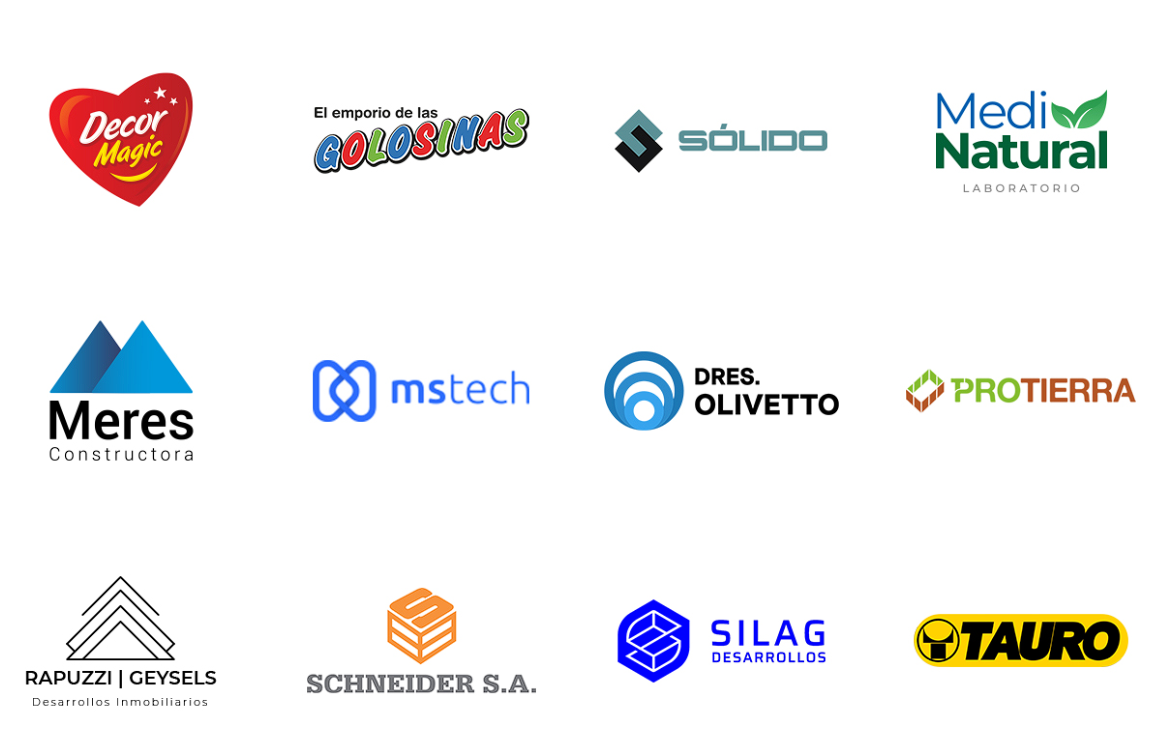 Decor
Magic
El emporio de las
GOLOSINAS
SÓLIDO
Medi
Natural
LABORATORIO
Meres
Constructora
mstech
DRES.
OLIVETTO
PROTIERRA
RAPUZZI | GEYSELS
Desarrollos Inmobiliarios
SCHNEIDER S.A.
SILAG
DESARROLLOS
TAURO